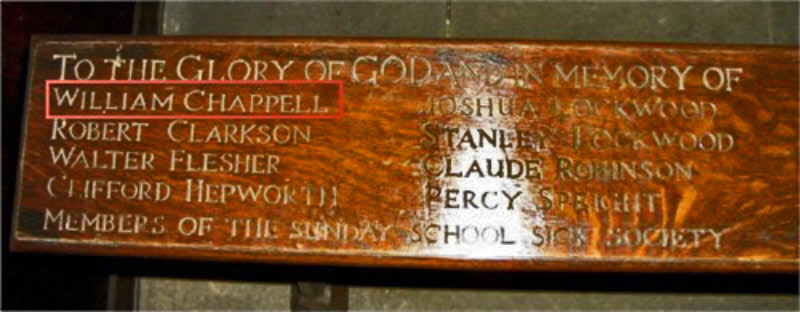 TO THE GLORY OF GOD AND IN MEMORY OF
WILLIAM CHAPPELL JOSHUA LOCKWOOD
ROBERT CLARKSON STANLEY LOCKWOOD
WALTER FLESHER CLAUDE ROBINSON
CLIFFORD HEPWORTH PERCY SPEIGHT
MEMBERS OF THE SUNDAY SCHOOL SICK SOCIETY